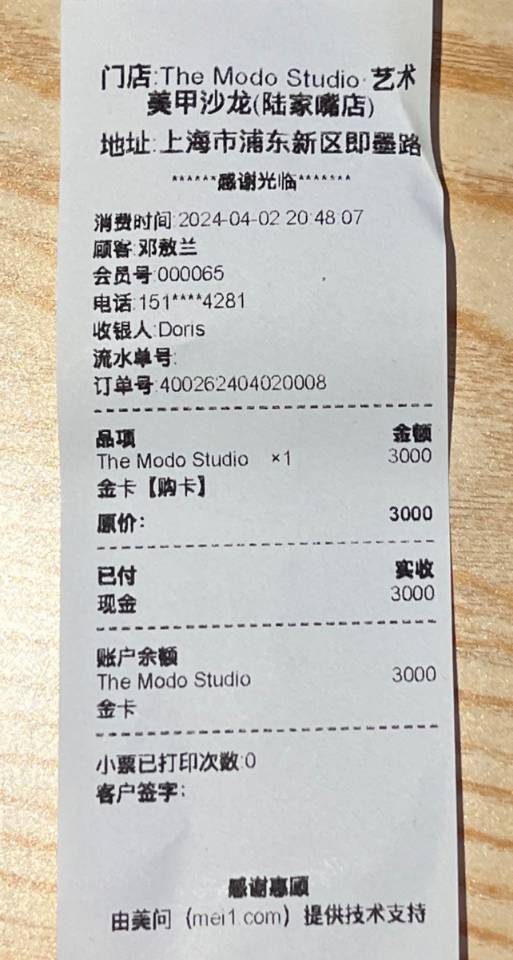 门店:The Modo Studio·艺术
美甲沙龙(陆家嘴店)
地址:上海市浦东新区即墨路
******感谢光临*******
消费时间:2024-04-02 20:48:07
顾客:邓敖兰
会员号:000065
电话:151****4281
收银人:Doris
流水单号:
订单号:400262404020008
品项 金额
The Modo Studio ×1 3000
金卡【购卡】
原价: 3000
已付 实收
现金 3000
账户余额
The Modo Studio 3000
金卡
小票已打印次数:0
客户签字:
感谢惠顾
由美问（mei1.com）提供技术支持